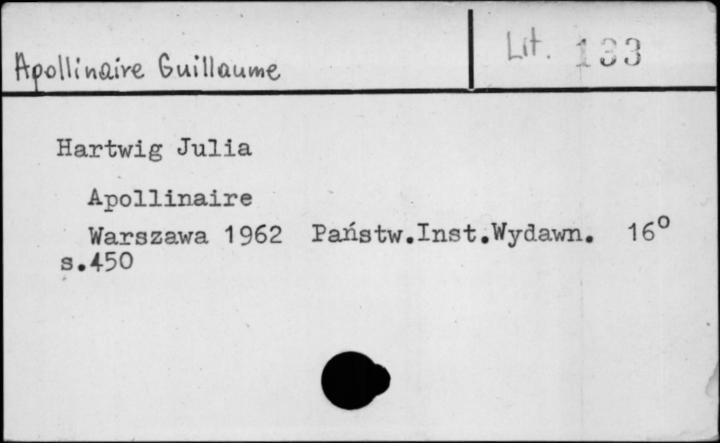 Apollinaire Guillaume
Lit. 133
Hartwig Julia
Apollinaire
Warszawa 1962 Państw.Inst.Wydawn. 16⁰
s.450